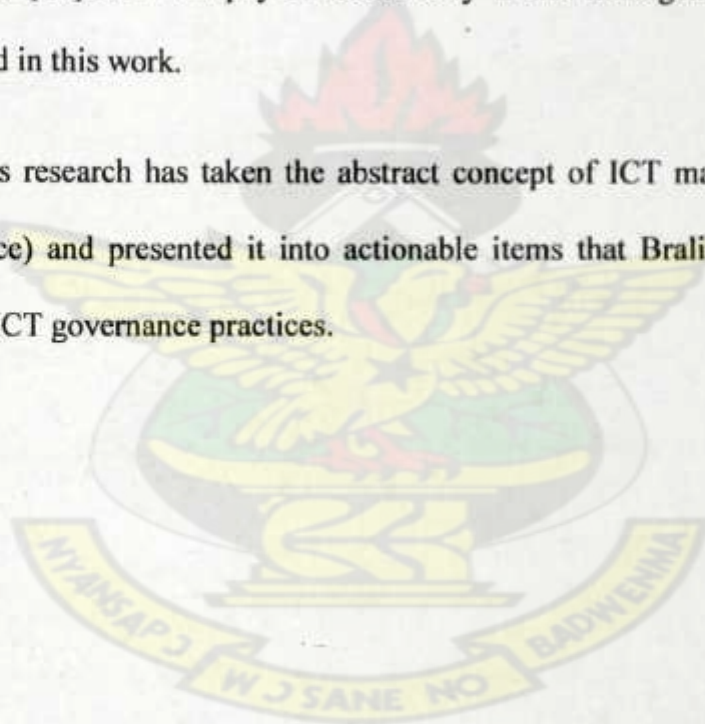 d in this work.
s research has taken the abstract concept of ICT ma
ce) and presented it into actionable items that Brali
CT governance practices.
NYANSAPƆ
WƆSANE NO
BADWENMA